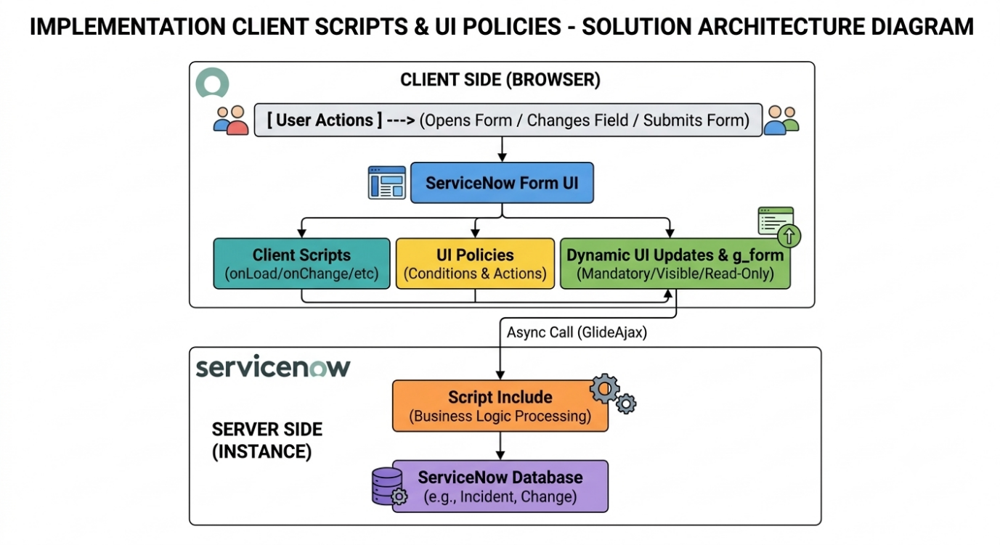 IMPLEMENTATION CLIENT SCRIPTS & UI POLICIES - SOLUTION ARCHITECTURE DIAGRAM
CLIENT SIDE (BROWSER)
[ User Actions ] ---> (Opens Form / Changes Field / Submits Form)
ServiceNow Form UI
Client Scripts
(onLoad/onChange/etc)
UI Policies
(Conditions & Actions)
Dynamic UI Updates & g_form
(Mandatory/Visible/Read-Only)
Async Call (GlideAjax)
servicenow
Script Include
(Business Logic Processing)
SERVER SIDE
(INSTANCE)
ServiceNow Database
(e.g., Incident, Change)